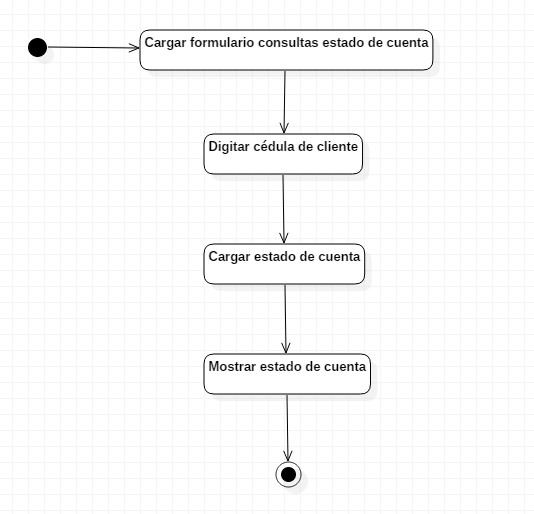 Cargar formulario consultas estado de cuenta
Digitar cédula de cliente
Cargar estado de cuenta
Mostrar estado de cuenta